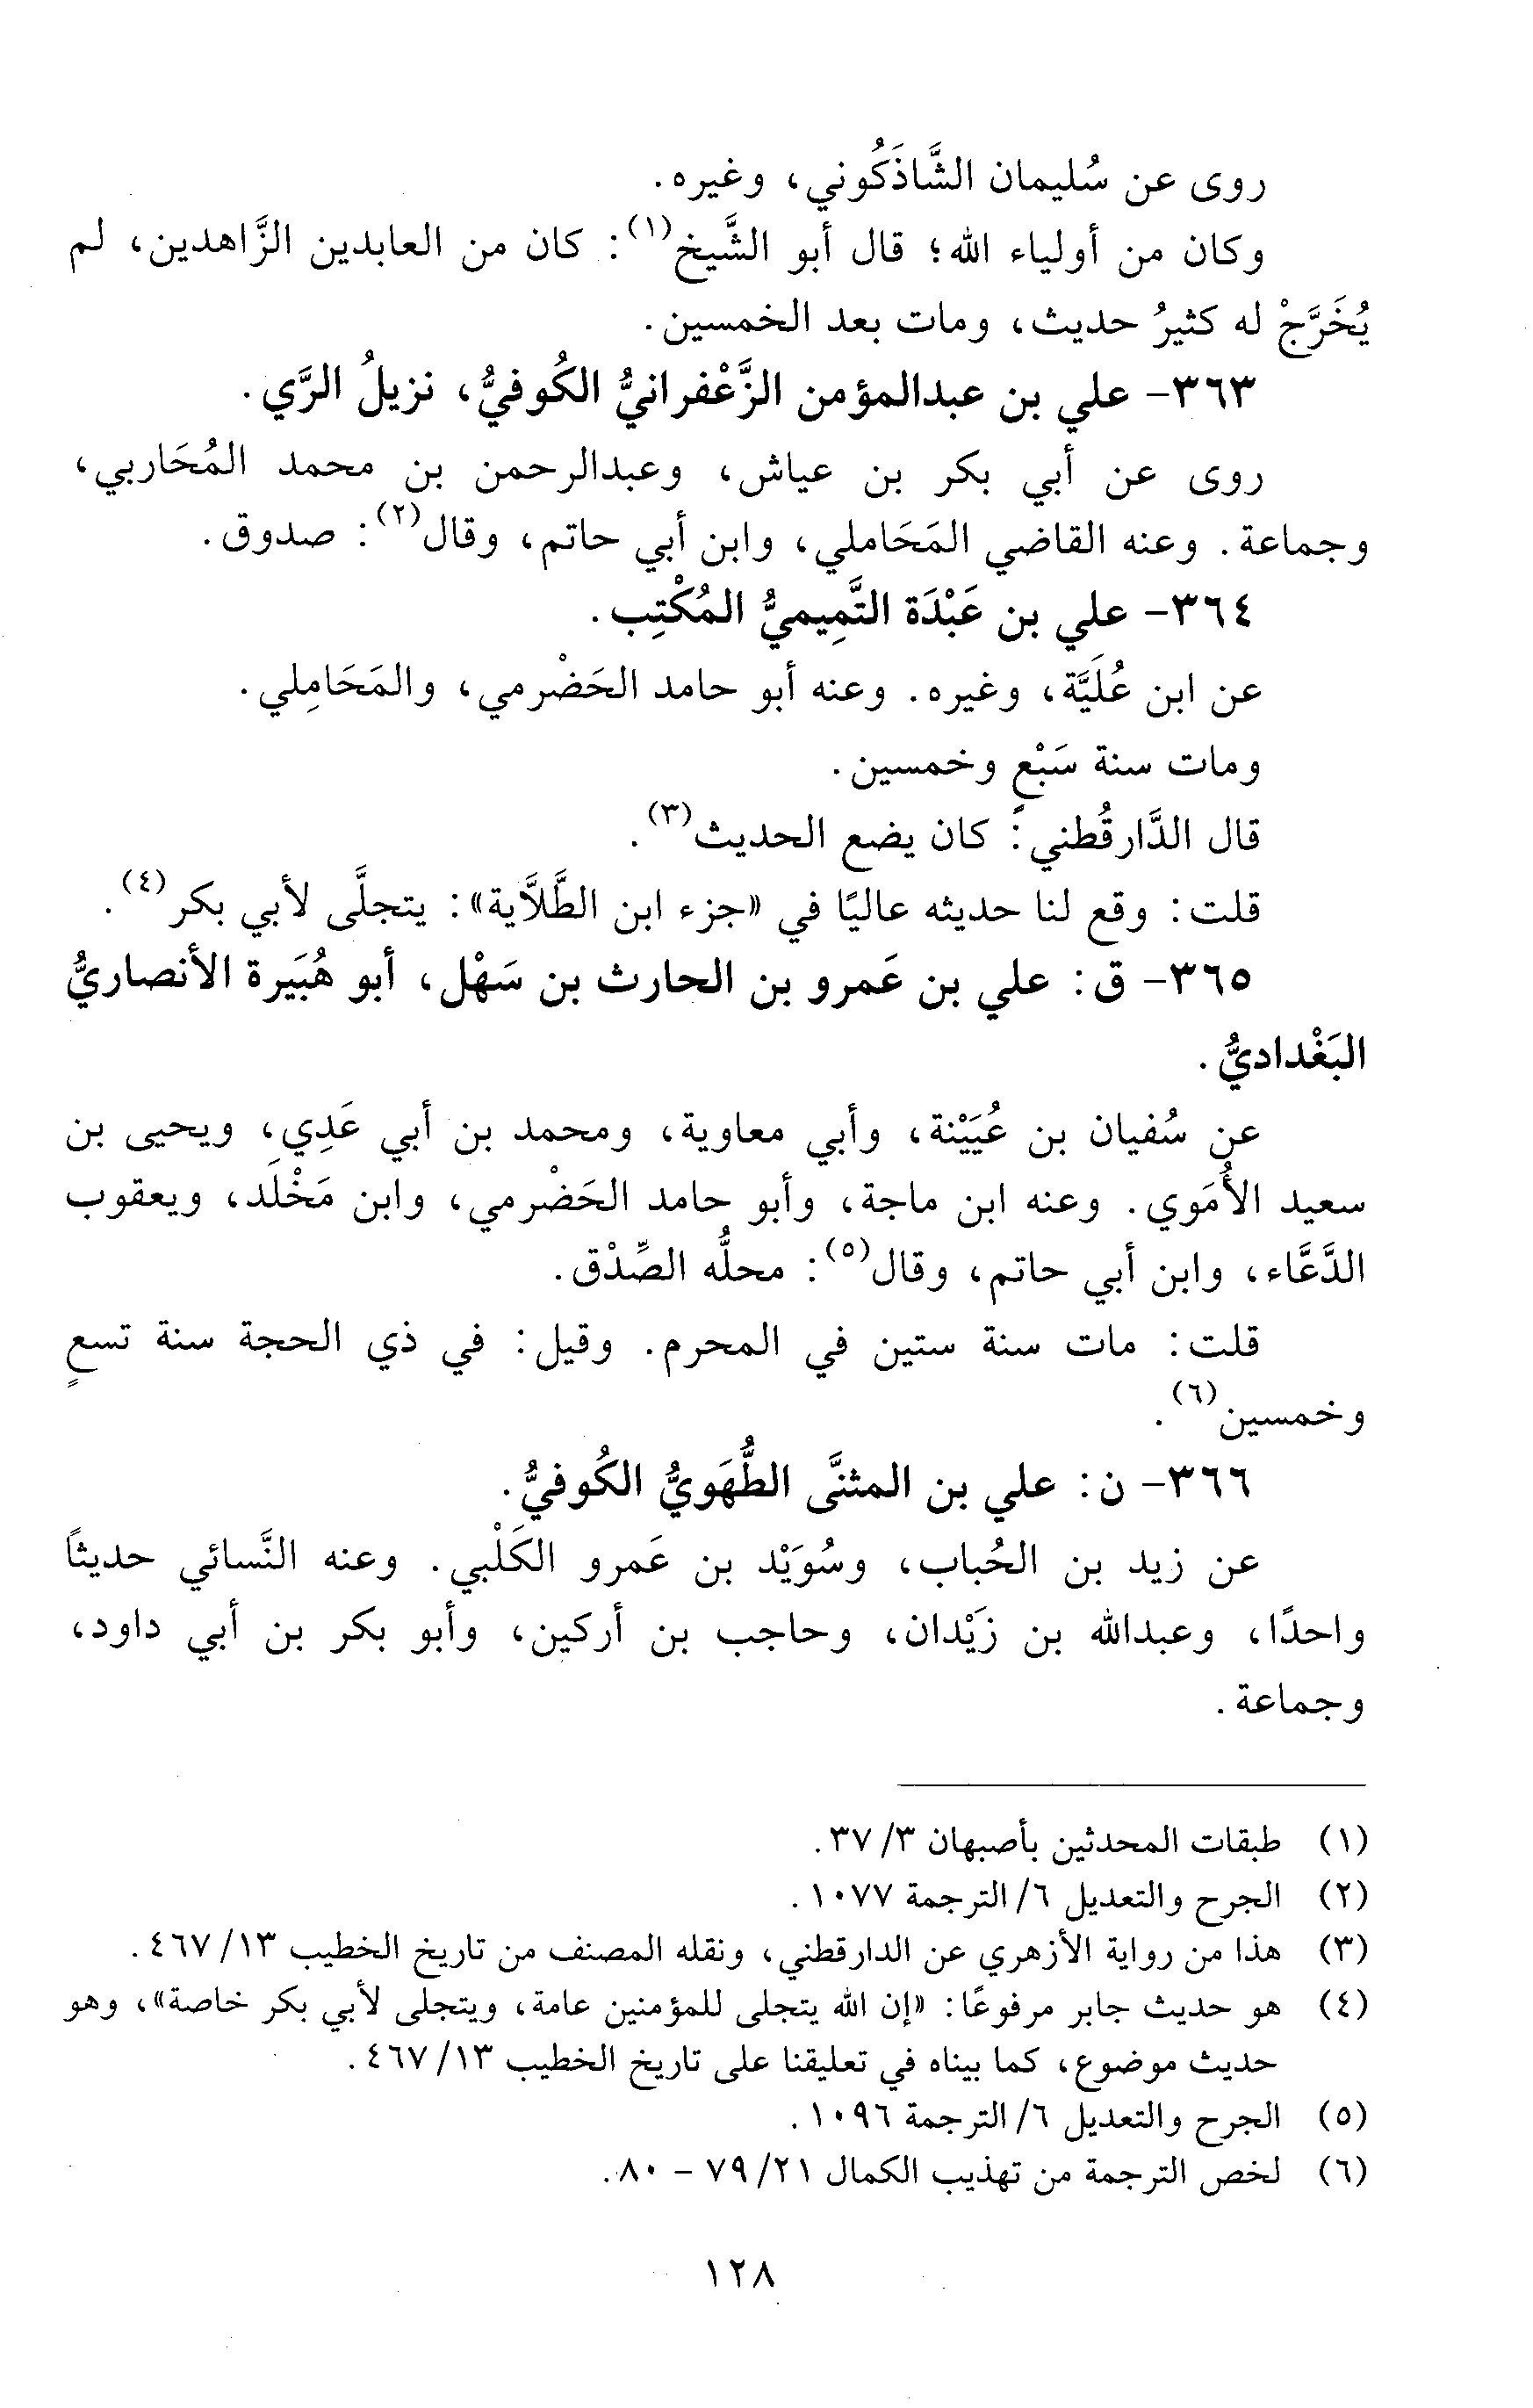 روى عن سُليمان الشَّاذَكُوني، وغيره.
وكان من أولياء الله؛ قال أبو الشَّيخ(١): كان من العابدين الزَّاهدين، لم
يُخَرَّجْ له كثيرُ حديث، ومات بعد الخمسين.
٣٦٣- علي بن عبدالمؤمن الزَّعْفرانيُّ الكُوفيُّ، نزيلُ الرَّي.
روى عن أبي بكر بن عياش، وعبدالرحمن بن محمد المُحَاربي،
وجماعة. وعنه القاضي المَحَاملي، وابن أبي حاتم، وقال(٢): صدوق.
٣٦٤- علي بن عَبْدَة التَّمِيميُّ المُكْتِب.
عن ابن عُلَيَّة، وغيره. وعنه أبو حامد الحَضْرمي، والمَحَامِلي.
ومات سنة سَبْعٍ وخمسين.
قال الدَّارقُطني: كان يضع الحديث(٣).
قلت: وقع لنا حديثه عاليًا في «جزء ابن الطَّلَّاية»: يتجلَّى لأبي بكر(٤).
٣٦٥- ق: علي بن عَمرو بن الحارث بن سَهْل، أبو هُبَيرة الأنصاريُّ
البَغْداديُّ.
عن سُفيان بن عُيَيْنة، وأبي معاوية، ومحمد بن أبي عَدِي، ويحيى بن
سعيد الأُمَوي. وعنه ابن ماجة، وأبو حامد الحَضْرمي، وابن مَخْلَد، ويعقوب
الدَّعَّاء، وابن أبي حاتم، وقال(٥): محلُّه الصِّدْق.
قلت: مات سنة ستين في المحرم. وقيل: في ذي الحجة سنة تسعٍ
وخمسين(٦).
٣٦٦- ن: علي بن المثنَّى الطُّهَويُّ الكُوفيُّ.
عن زيد بن الحُباب، وسُوَيْد بن عَمرو الكَلْبي. وعنه النَّسائي حديثًا
واحدًا، وعبدالله بن زَيْدان، وحاجب بن أركين، وأبو بكر بن أبي داود،
وجماعة.
(١) طبقات المحدثين بأصبهان ٣/ ٣٧.
(٢) الجرح والتعديل ٦/ الترجمة ١٠٧٧.
(٣) هذا من رواية الأزهري عن الدارقطني، ونقله المصنف من تاريخ الخطيب ١٣/ ٤٦٧.
(٤) هو حديث جابر مرفوعًا: «إن الله يتجلى للمؤمنين عامة، ويتجلى لأبي بكر خاصة»، وهو
حديث موضوع، كما بيناه في تعليقنا على تاريخ الخطيب ١٣/ ٤٦٧.
(٥) الجرح والتعديل ٦/ الترجمة ١٠٩٦.
(٦) لخص الترجمة من تهذيب الكمال ٢١/ ٧٩ - ٨٠.
١٢٨